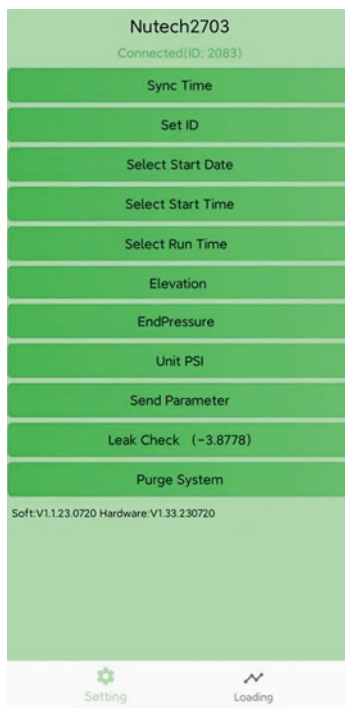 Nutech2703
Connected(ID: 2083)
Sync Time
Set ID
Select Start Date
Select Start Time
Select Run Time
Elevation
EndPressure
Unit PSI
Send Parameter
Leak Check (-3.8778)
Purge System
Soft:V1.1.23.0720 Hardware:V1.33.230720
Setting
Loading